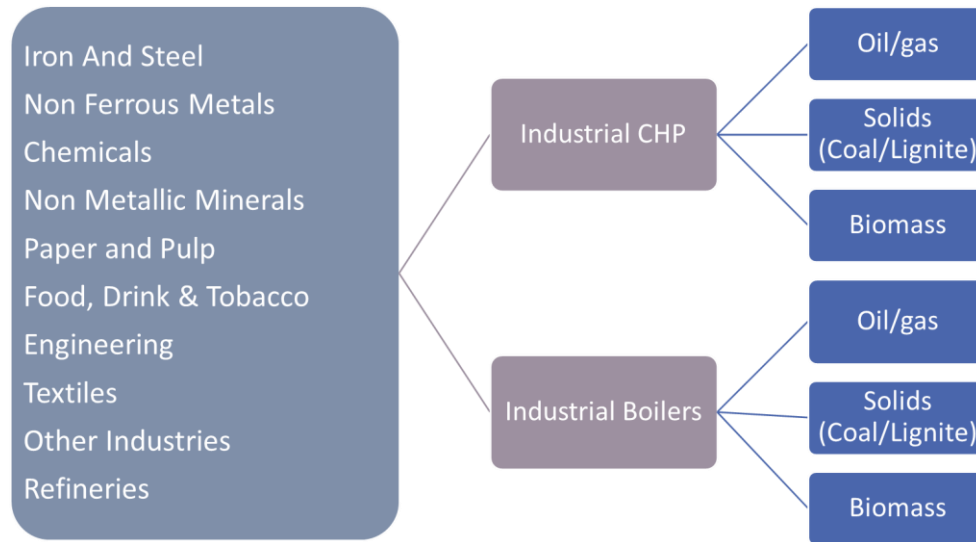 Iron And Steel
Non Ferrous Metals
Chemicals
Non Metallic Minerals
Paper and Pulp
Food, Drink & Tobacco
Engineering
Textiles
Other Industries
Refineries
Industrial CHP
Oil/gas
Solids
(Coal/Lignite)
Biomass
Industrial Boilers
Oil/gas
Solids
(Coal/Lignite)
Biomass